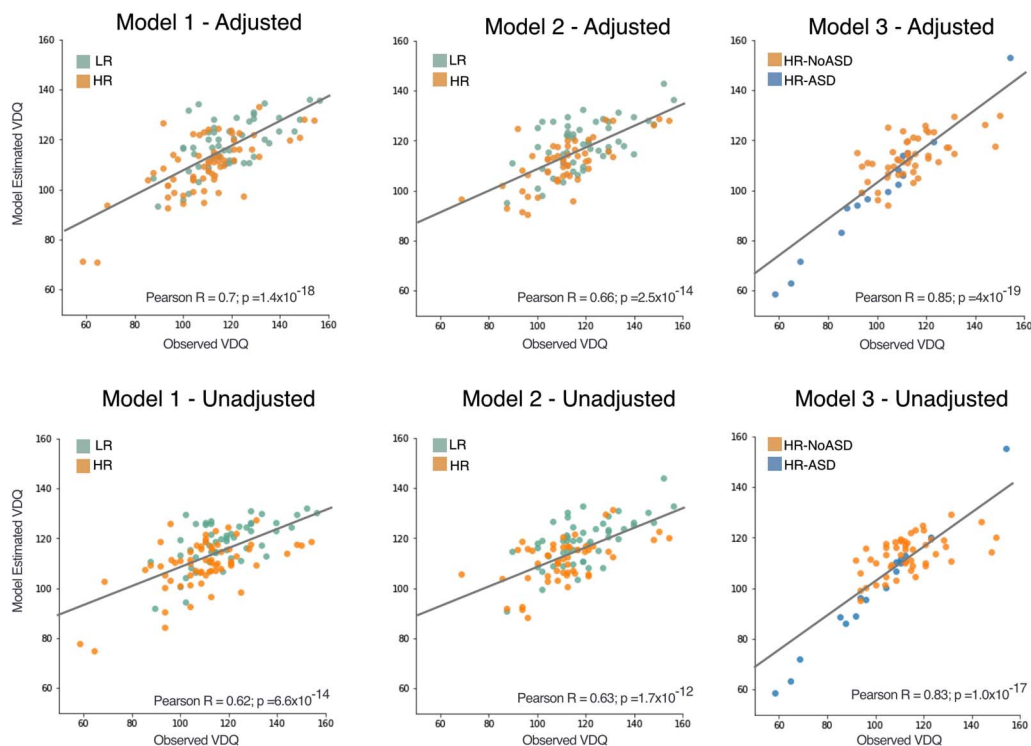 Model 1 - Adjusted
Model 2 - Adjusted
Model 3 - Adjusted
160
140
120
100
80
60
Model Estimated VDQ
LR
HR
Pearson R = 0.7; p =1.4x10-18
60 80 100 120 140 160
Observed VDQ
160
140
120
100
80
60
LR
HR
Pearson R = 0.66; p =2.5x10-14
60 80 100 120 140 160
Observed VDQ
160
140
120
100
80
60
HR-NoASD
HR-ASD
Pearson R = 0.85; p =4x10-19
60 80 100 120 140 160
Observed VDQ
Model 1 - Unadjusted
Model 2 - Unadjusted
Model 3 - Unadjusted
160
140
120
100
80
60
Model Estimated VDQ
LR
HR
Pearson R = 0.62; p =6.6x10-14
60 80 100 120 140 160
Observed VDQ
160
140
120
100
80
60
LR
HR
Pearson R = 0.63; p =1.7x10-12
60 80 100 120 140 160
Observed VDQ
160
140
120
100
80
60
HR-NoASD
HR-ASD
Pearson R = 0.83; p =1.0x10-17
60 80 100 120 140 160
Observed VDQ